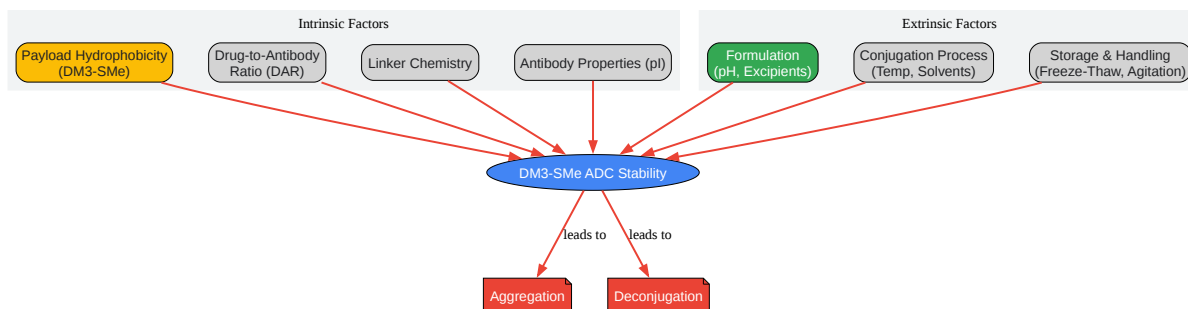 Intrinsic Factors
Extrinsic Factors
Payload Hydrophobicity
(DM3-SMe)
Drug-to-Antibody
Ratio (DAR)
Linker Chemistry
Antibody Properties (pI)
Formulation
(pH, Excipients)
Conjugation Process
(Temp, Solvents)
Storage & Handling
(Freeze-Thaw, Agitation)
DM3-SMe ADC Stability
leads to
leads to
Aggregation
Deconjugation